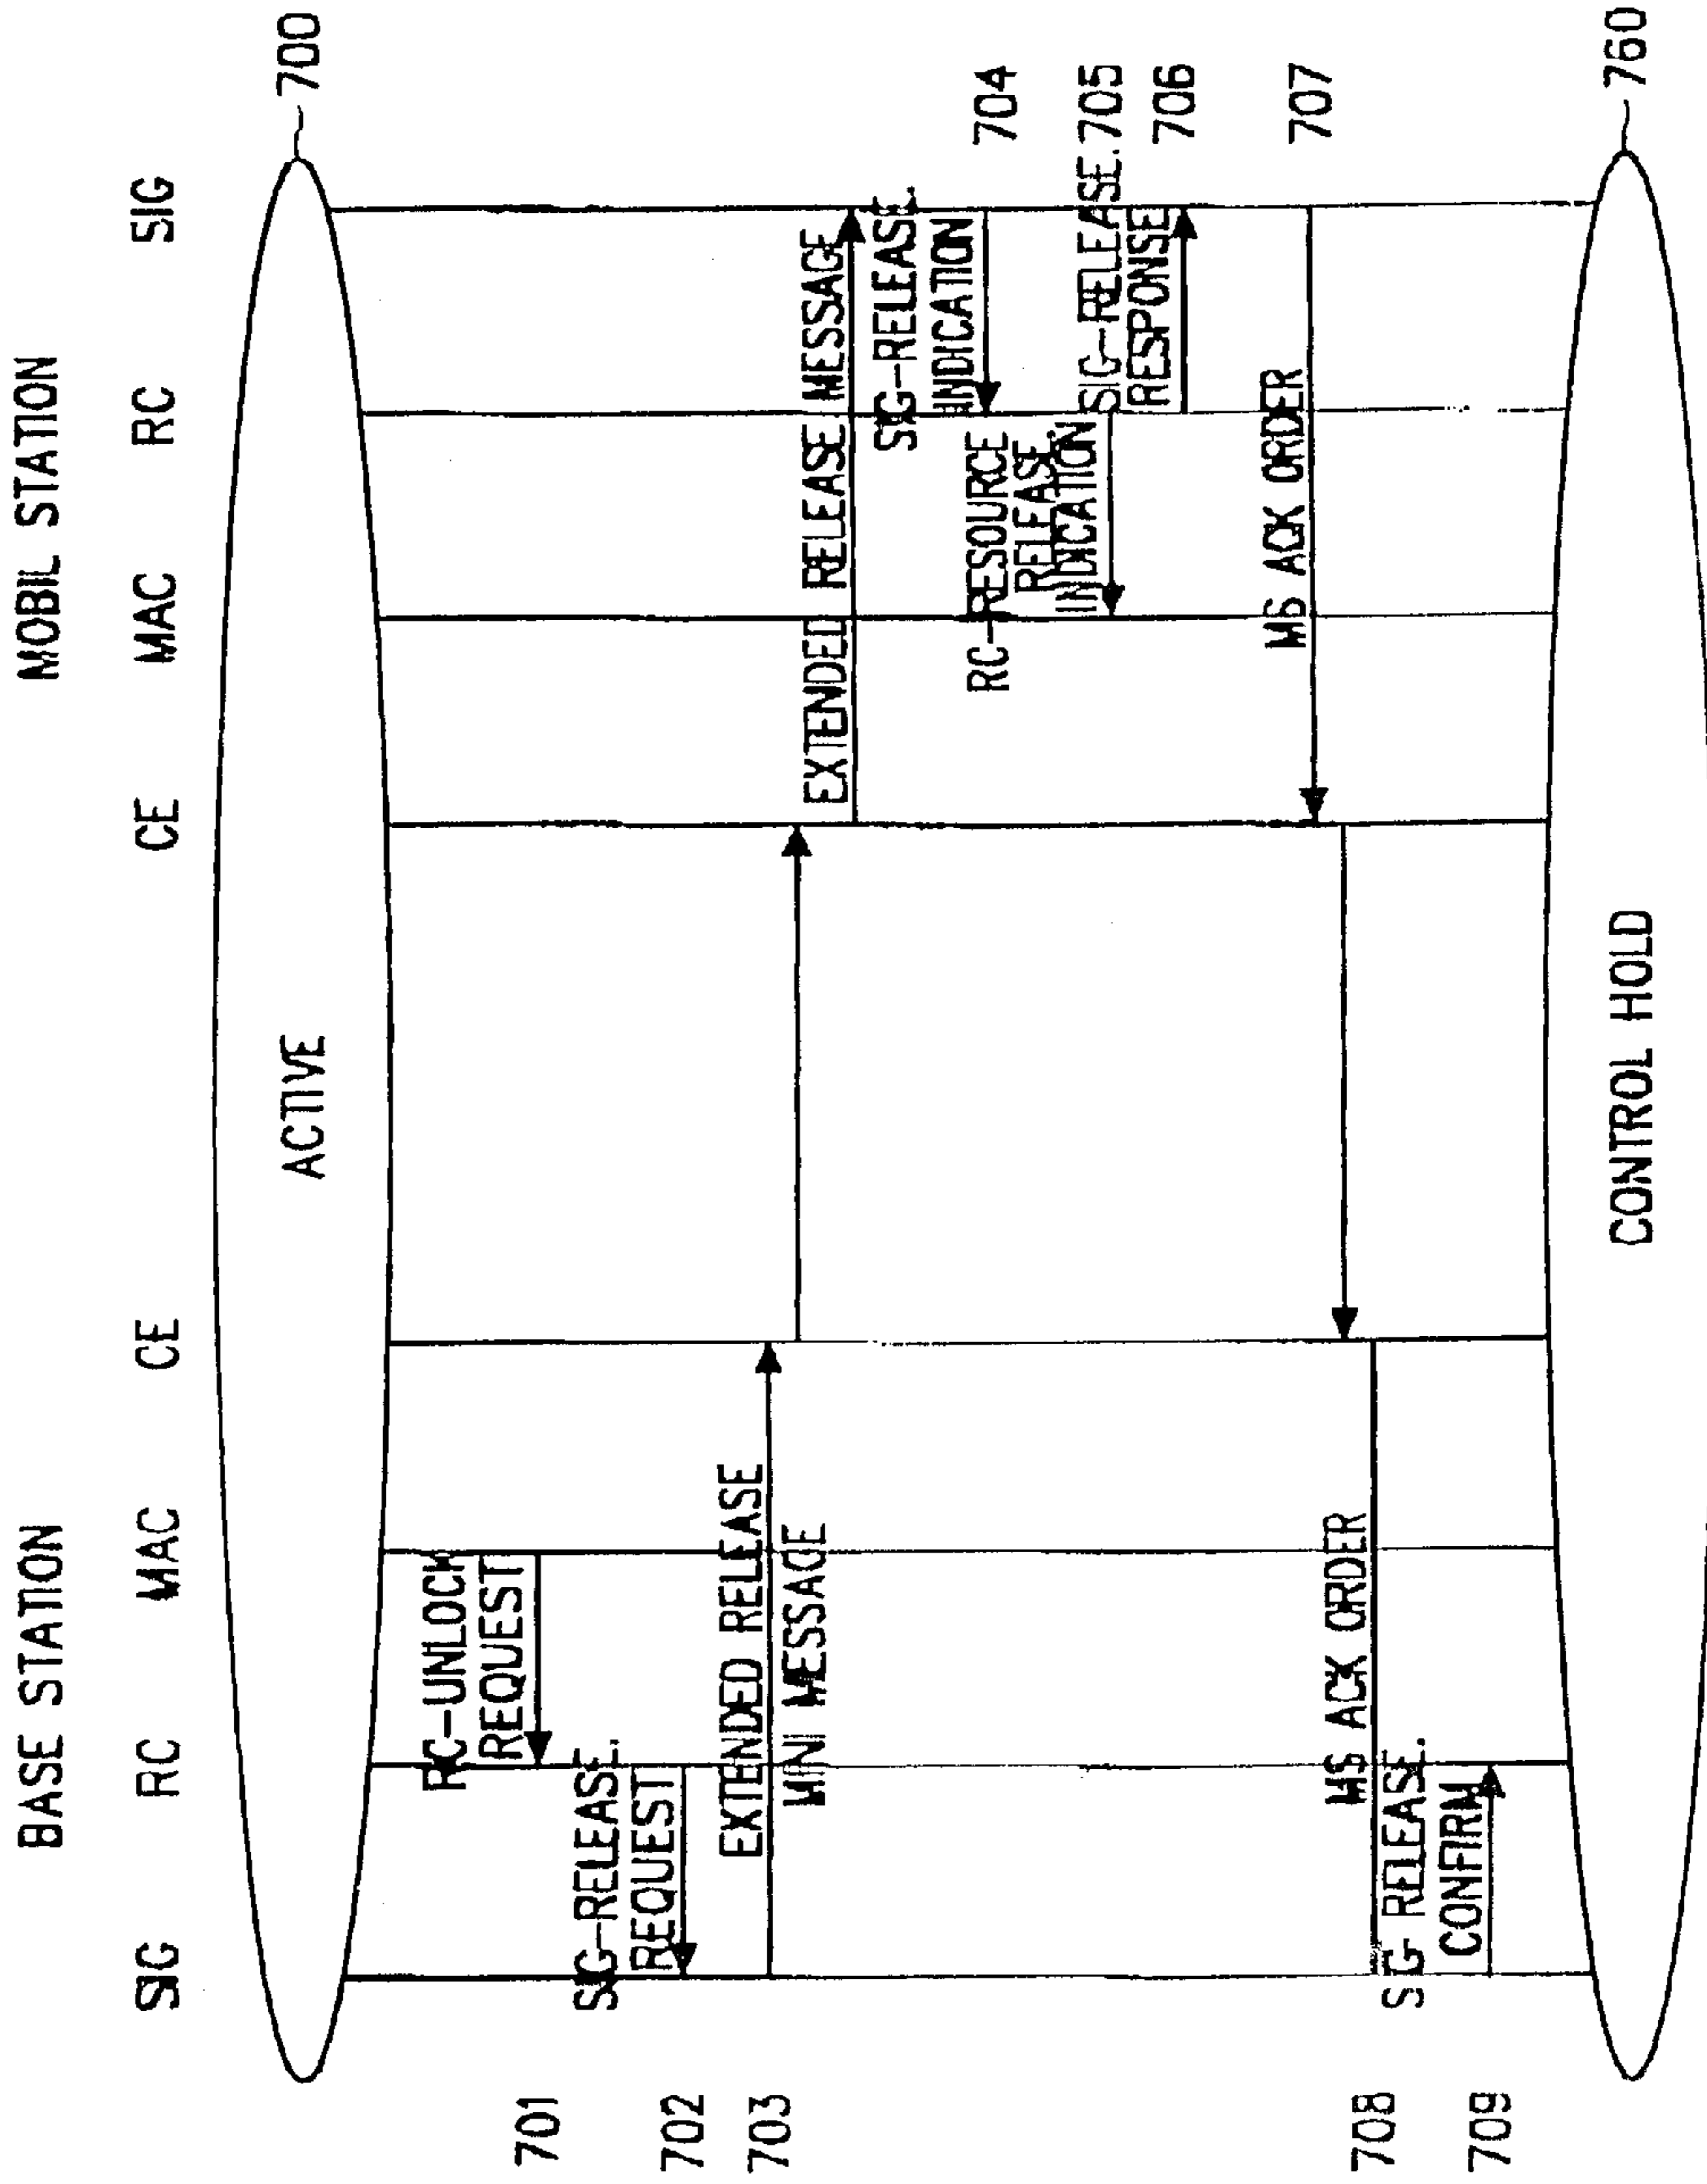 BASE STATION
MOBIL STATION
SIG
RC
MAC
CE
CE
MAC
RC
SIG
ACTIVE
700
RC-UNLOCK
REQUEST
701
SIG-RELEASE.
REQUEST
702
EXTENDED RELEASE
MINI MESSAGE
703
EXTENDED RELEASE MESSAGE
SIG-RELEASE.
INDICATION
704
RC-RESOURCE
RELEASE.
INDICATION
705
SIG-RELEASE.
RESPONSE
706
MS ACK ORDER
707
MS ACK ORDER
708
SIG-RELEASE.
CONFIRM
709
CONTROL HOLD
760